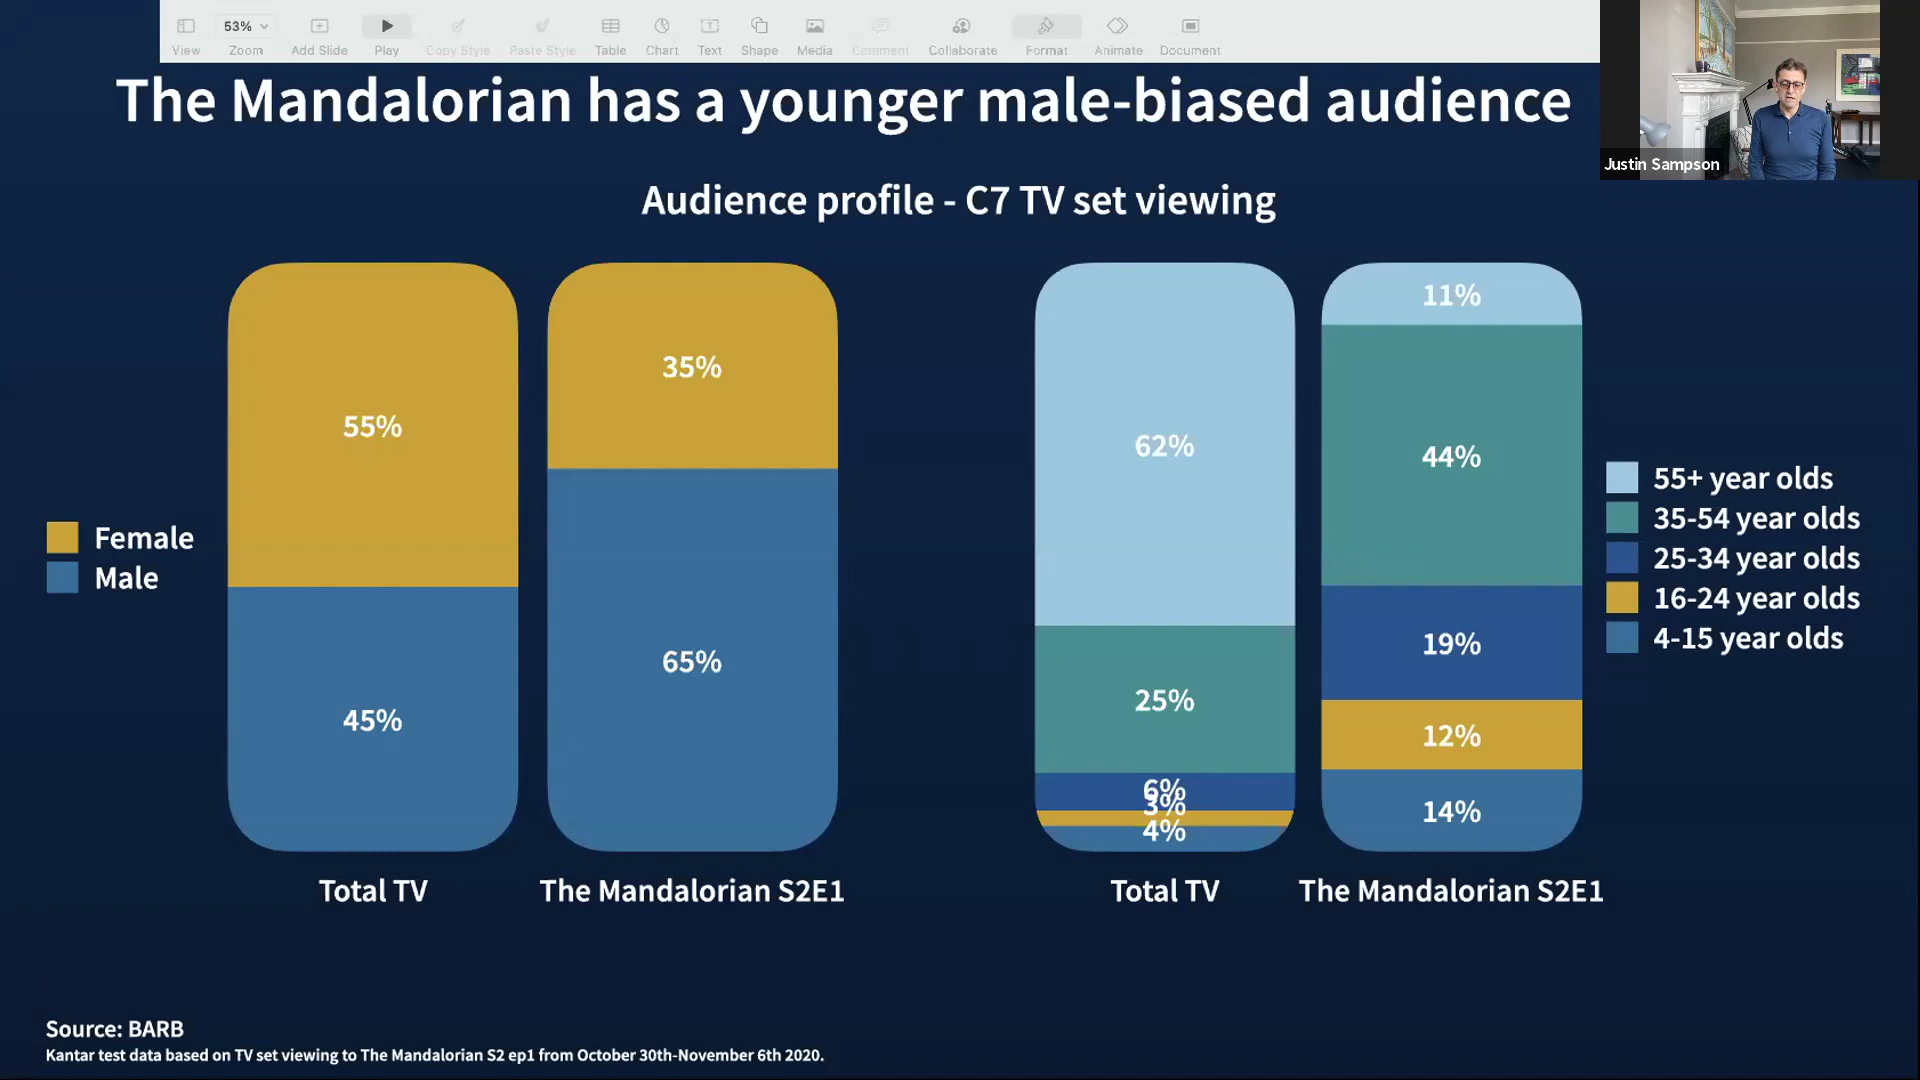 53%
View
Zoom
Add Slide
Play
Copy Style
Paste Style
Table
Chart
Text
Shape
Media
Comment
Collaborate
Format
Animate
Document
The Mandalorian has a younger male-biased audience
Justin Sampson
Audience profile - C7 TV set viewing
Female
Male
55%
45%
35%
65%
Total TV
The Mandalorian S2E1
62%
25%
6%
3%
4%
11%
44%
19%
12%
14%
Total TV
The Mandalorian S2E1
55+ year olds
35-54 year olds
25-34 year olds
16-24 year olds
4-15 year olds
Source: BARB
Kantar test data based on TV set viewing to The Mandalorian S2 ep1 from October 30th-November 6th 2020.